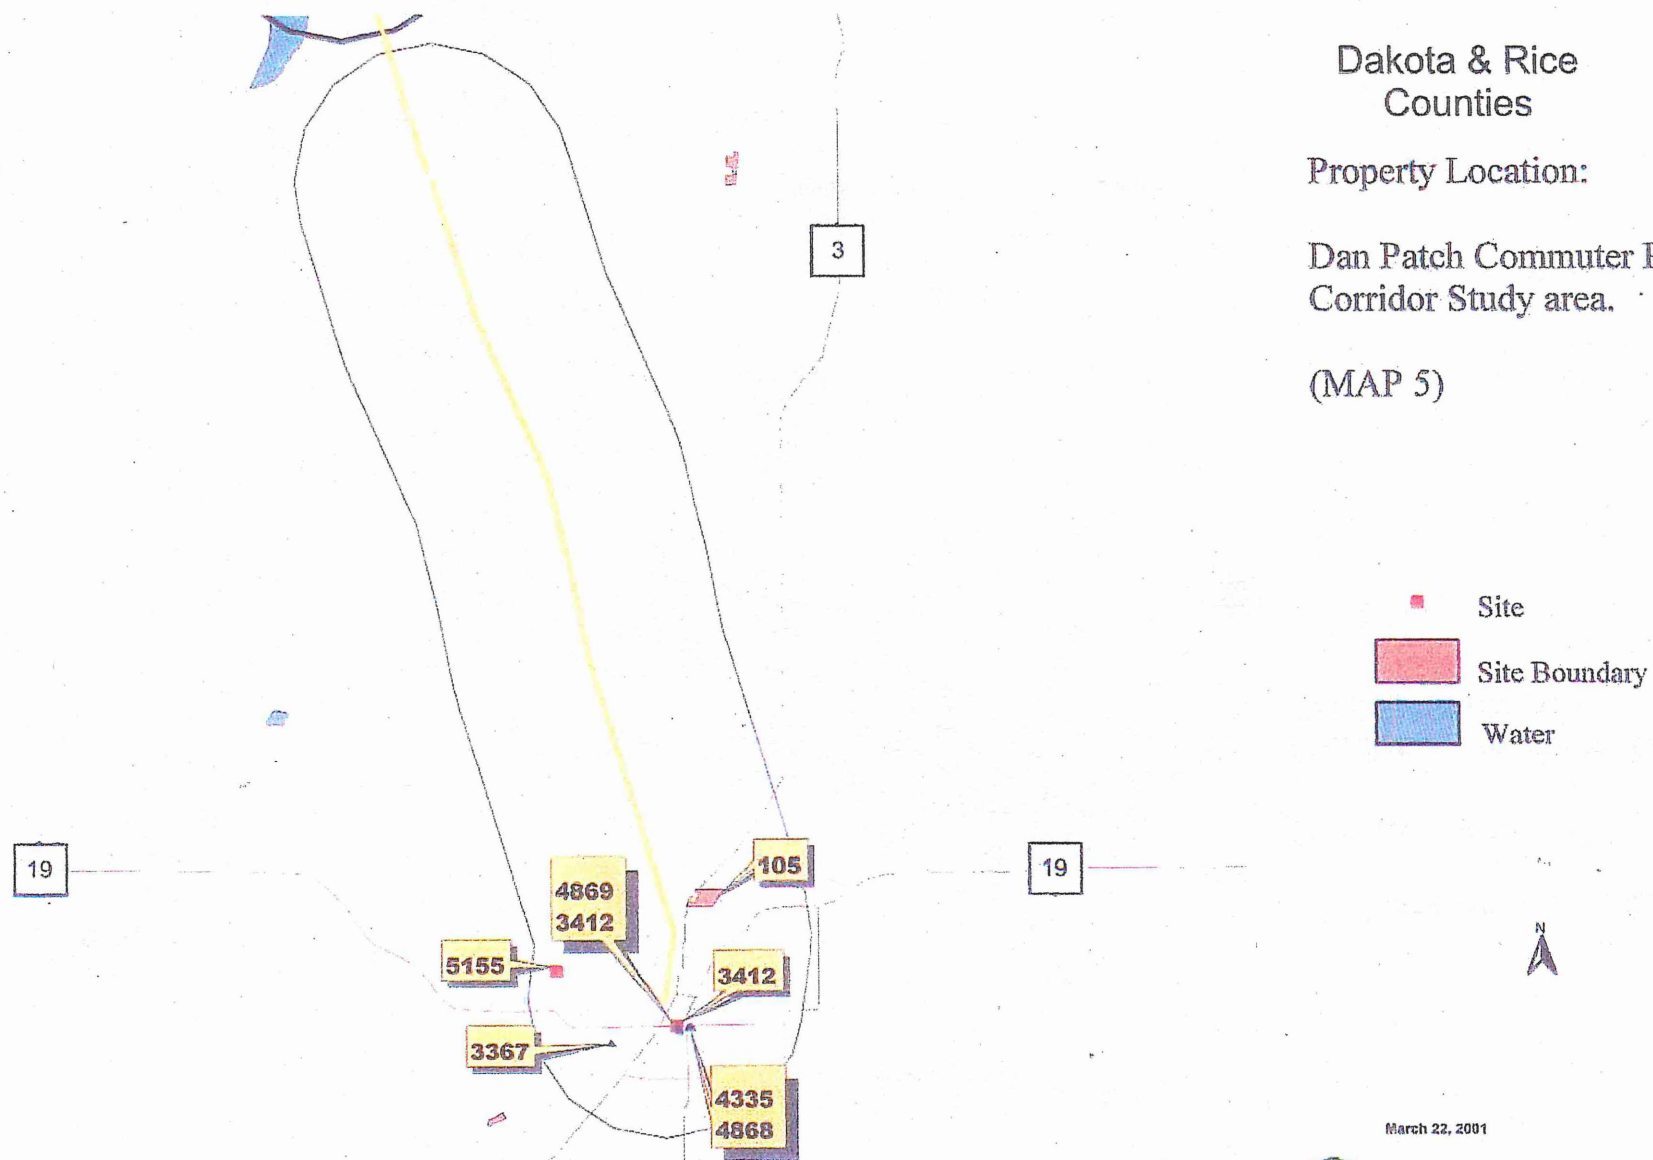 Dakota & Rice
Counties
Property Location:
Dan Patch Commuter
Corridor Study area.
(MAP 5)
3
Site
Site Boundary
Water
19
19
105
4869
3412
5155
3412
3367
4335
4868
N
March 22, 2001